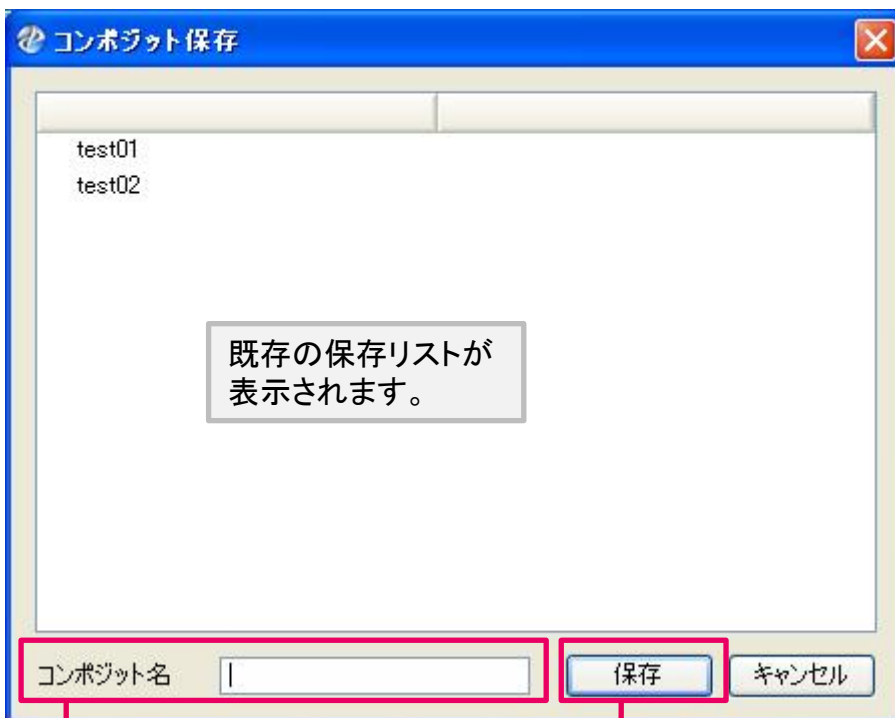 コンポジット保存
test01
test02
既存の保存リストが
表示されます。
コンポジット名 保存 キャンセル